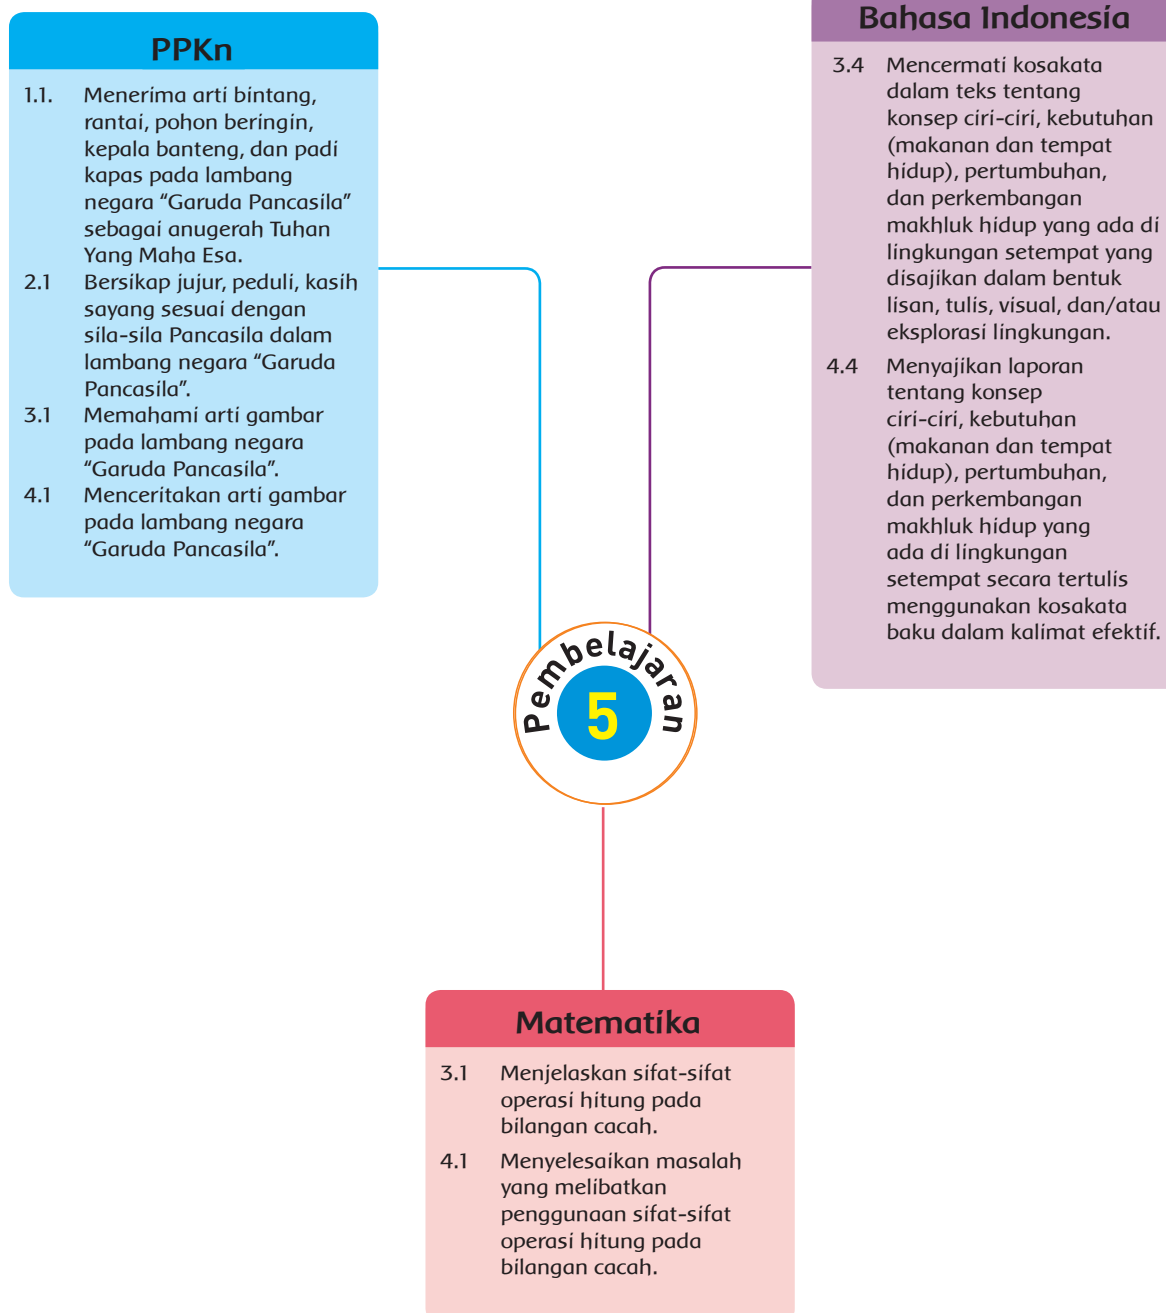 PPKn
1.1. Menerima arti bintang,
rantai, pohon beringin,
kepala banteng, dan padi
kapas pada lambang
negara “Garuda Pancasila”
sebagai anugerah Tuhan
Yang Maha Esa.
2.1 Bersikap jujur, peduli, kasih
sayang sesuai dengan
sila-sila Pancasila dalam
lambang negara “Garuda
Pancasila”.
3.1 Memahami arti gambar
pada lambang negara
“Garuda Pancasila”.
4.1 Menceritakan arti gambar
pada lambang negara
“Garuda Pancasila”.
Bahasa Indonesia
3.4 Mencermati kosakata
dalam teks tentang
konsep ciri-ciri, kebutuhan
(makanan dan tempat
hidup), pertumbuhan,
dan perkembangan
makhluk hidup yang ada di
lingkungan setempat yang
disajikan dalam bentuk
lisan, tulis, visual, dan/atau
eksplorasi lingkungan.
4.4 Menyajikan laporan
tentang konsep
ciri-ciri, kebutuhan
(makanan dan tempat
hidup), pertumbuhan,
dan perkembangan
makhluk hidup yang
ada di lingkungan
setempat secara tertulis
menggunakan kosakata
baku dalam kalimat efektif.
Pembelajaran
5
Matematika
3.1 Menjelaskan sifat-sifat
operasi hitung pada
bilangan cacah.
4.1 Menyelesaikan masalah
yang melibatkan
penggunaan sifat-sifat
operasi hitung pada
bilangan cacah.